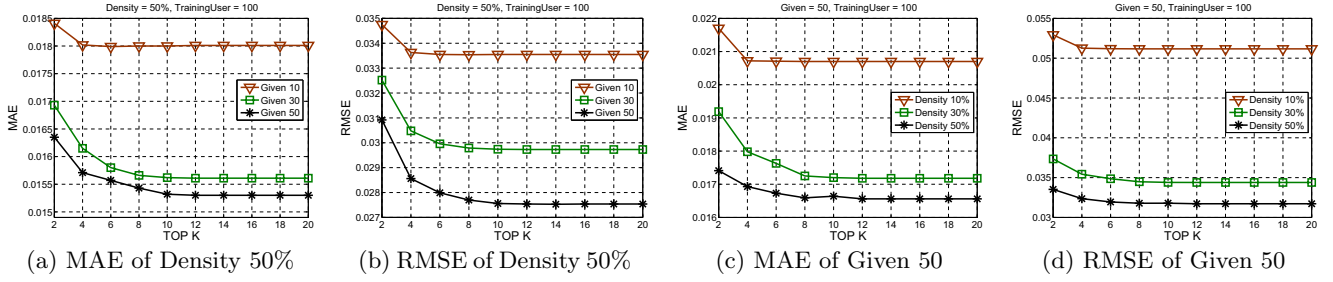 Density = 50%, TrainingUser = 100
0.0185
0.018
0.0175
0.017
0.0165
0.016
0.0155
0.015
MAE
Given 10
Given 30
Given 50
2 4 6 8 10 12 14 16 18 20
TOP K
(a) MAE of Density 50%
Density = 50%, TrainingUser = 100
0.035
0.034
0.033
0.032
0.031
0.03
0.029
0.028
0.027
RMSE
Given 10
Given 30
Given 50
2 4 6 8 10 12 14 16 18 20
TOP K
(b) RMSE of Density 50%
Given = 50, TrainingUser = 100
0.022
0.021
0.02
0.019
0.018
0.017
0.016
MAE
Density 10%
Density 30%
Density 50%
2 4 6 8 10 12 14 16 18 20
TOP K
(c) MAE of Given 50
Given = 50, TrainingUser = 100
0.055
0.05
0.045
0.04
0.035
0.03
RMSE
Density 10%
Density 30%
Density 50%
2 4 6 8 10 12 14 16 18 20
TOP K
(d) RMSE of Given 50